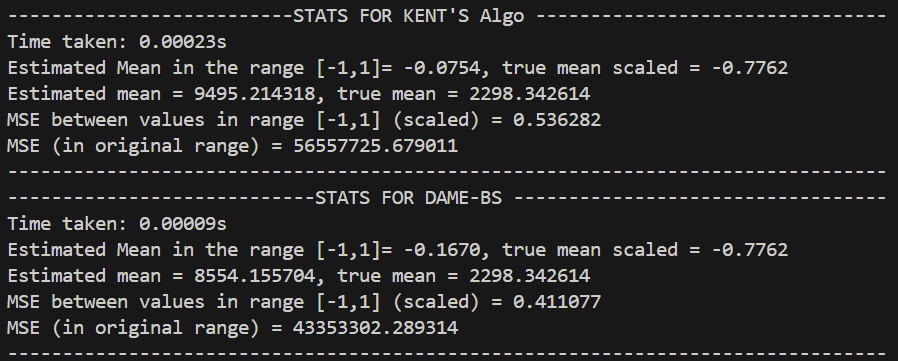 --------------------------STATS FOR KENT'S Algo --------------------------------
Time taken: 0.00023s
Estimated Mean in the range [-1,1]= -0.0754, true mean scaled = -0.7762
Estimated mean = 9495.214318, true mean = 2298.342614
MSE between values in range [-1,1] (scaled) = 0.536282
MSE (in original range) = 56557725.679011
--------------------------------------------------------------------------------
----------------------------STATS FOR DAME-BS ----------------------------------
Time taken: 0.00009s
Estimated Mean in the range [-1,1]= -0.1670, true mean scaled = -0.7762
Estimated mean = 8554.155704, true mean = 2298.342614
MSE between values in range [-1,1] (scaled) = 0.411077
MSE (in original range) = 43353302.289314
--------------------------------------------------------------------------------